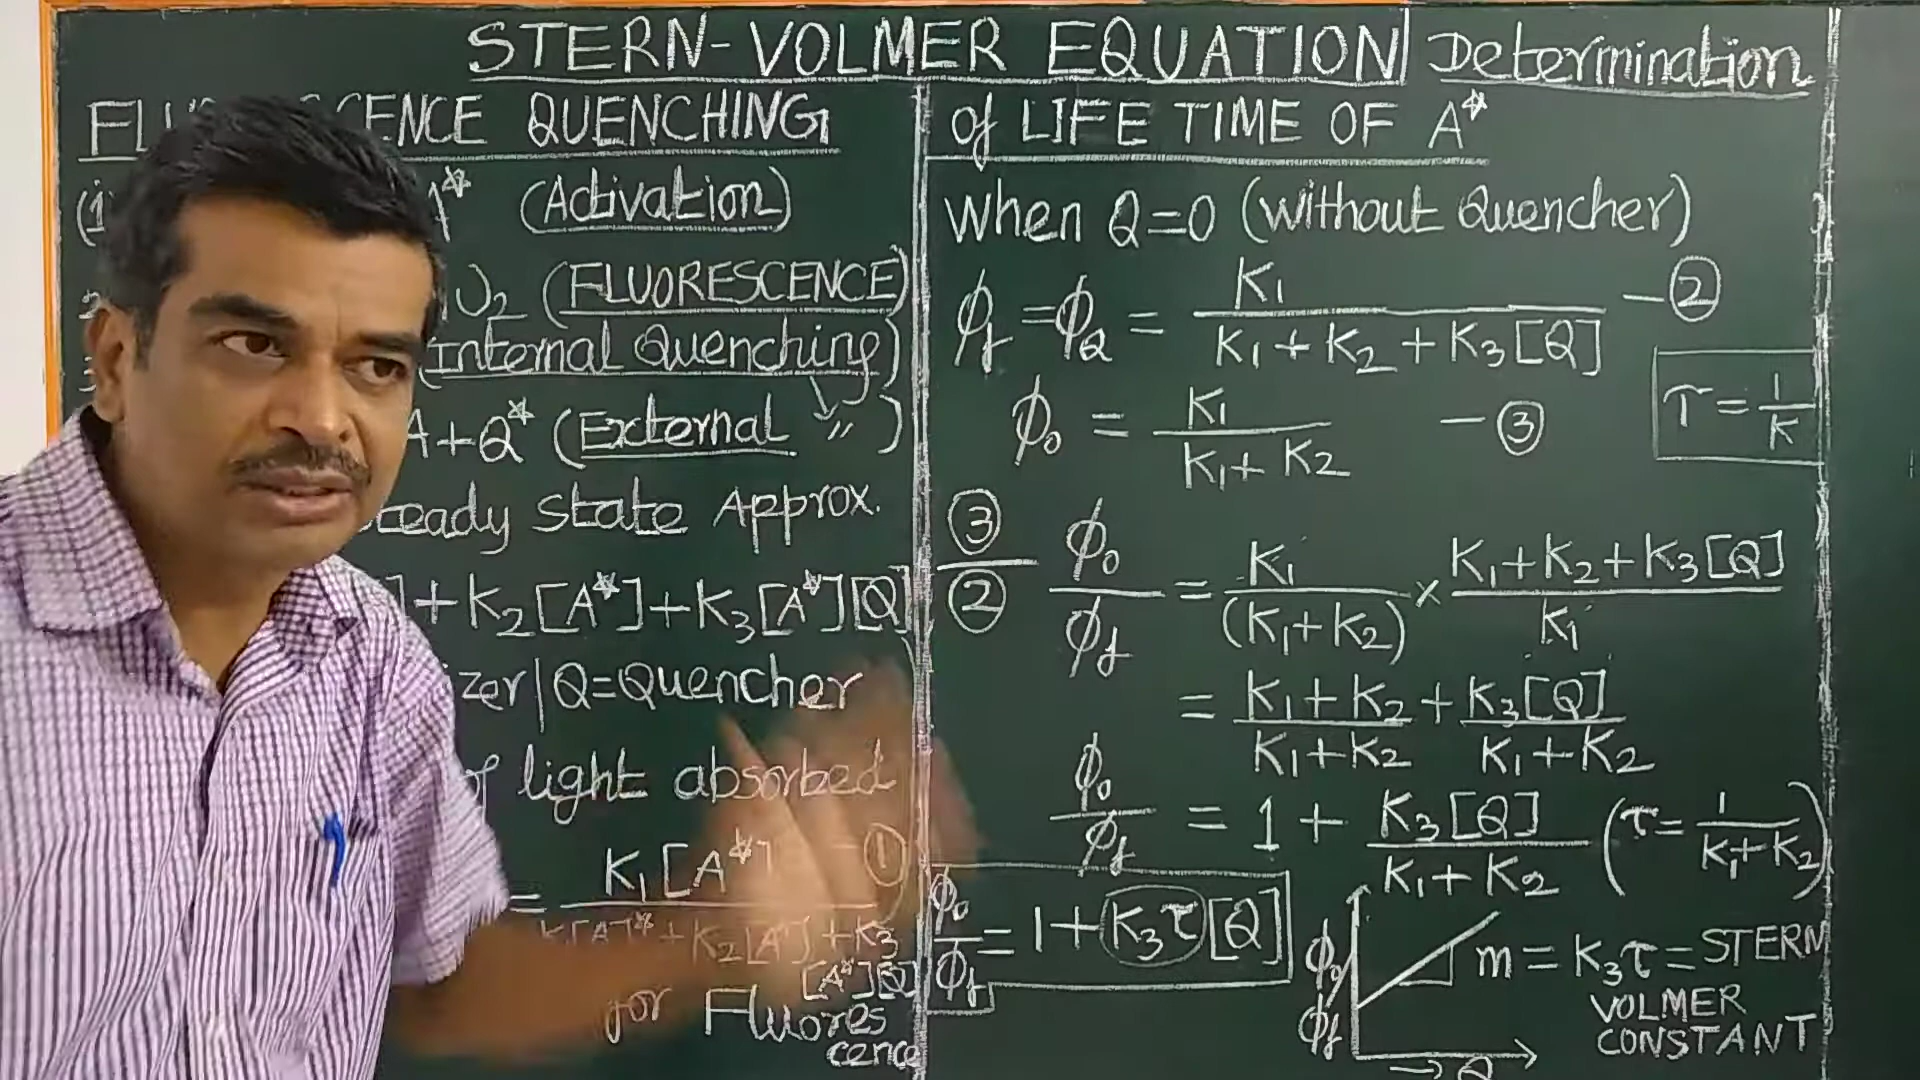 STERN-VOLMER EQUATION Determination
of LIFE TIME OF A*
ENCE QUENCHING
A* (Activation)
(FLUORESCENCE)
(Internal Quenching)
A+Q* (External 〃)
Steady State Approx.
]+K₂[A*]+K₃[A*][Q]
zer|Q=Quencher
of light absorbed
= K₁[A*] - ①
K₁[A]*+K₂[A*]+K₃
[A*][Q]
for Fluores
cence
When Q=0 (without Quencher)
ϕf = ϕQ = K₁ / K₁+K₂+K₃[Q] - ②
τ = 1/K
ϕ₀ = K₁ / K₁+K₂ - ③
③/② ϕ₀/ϕf = K₁/(K₁+K₂) × K₁+K₂+K₃[Q] / K₁
= K₁+K₂ / K₁+K₂ + K₃[Q] / K₁+K₂
ϕ₀/ϕf = 1 + K₃[Q] / K₁+K₂ (τ = 1/K₁+K₂)
ϕ₀/ϕf = 1+K₃τ[Q]
ϕ₀/ϕf m = K₃τ = STERN
VOLMER
CONSTANT
→ Q